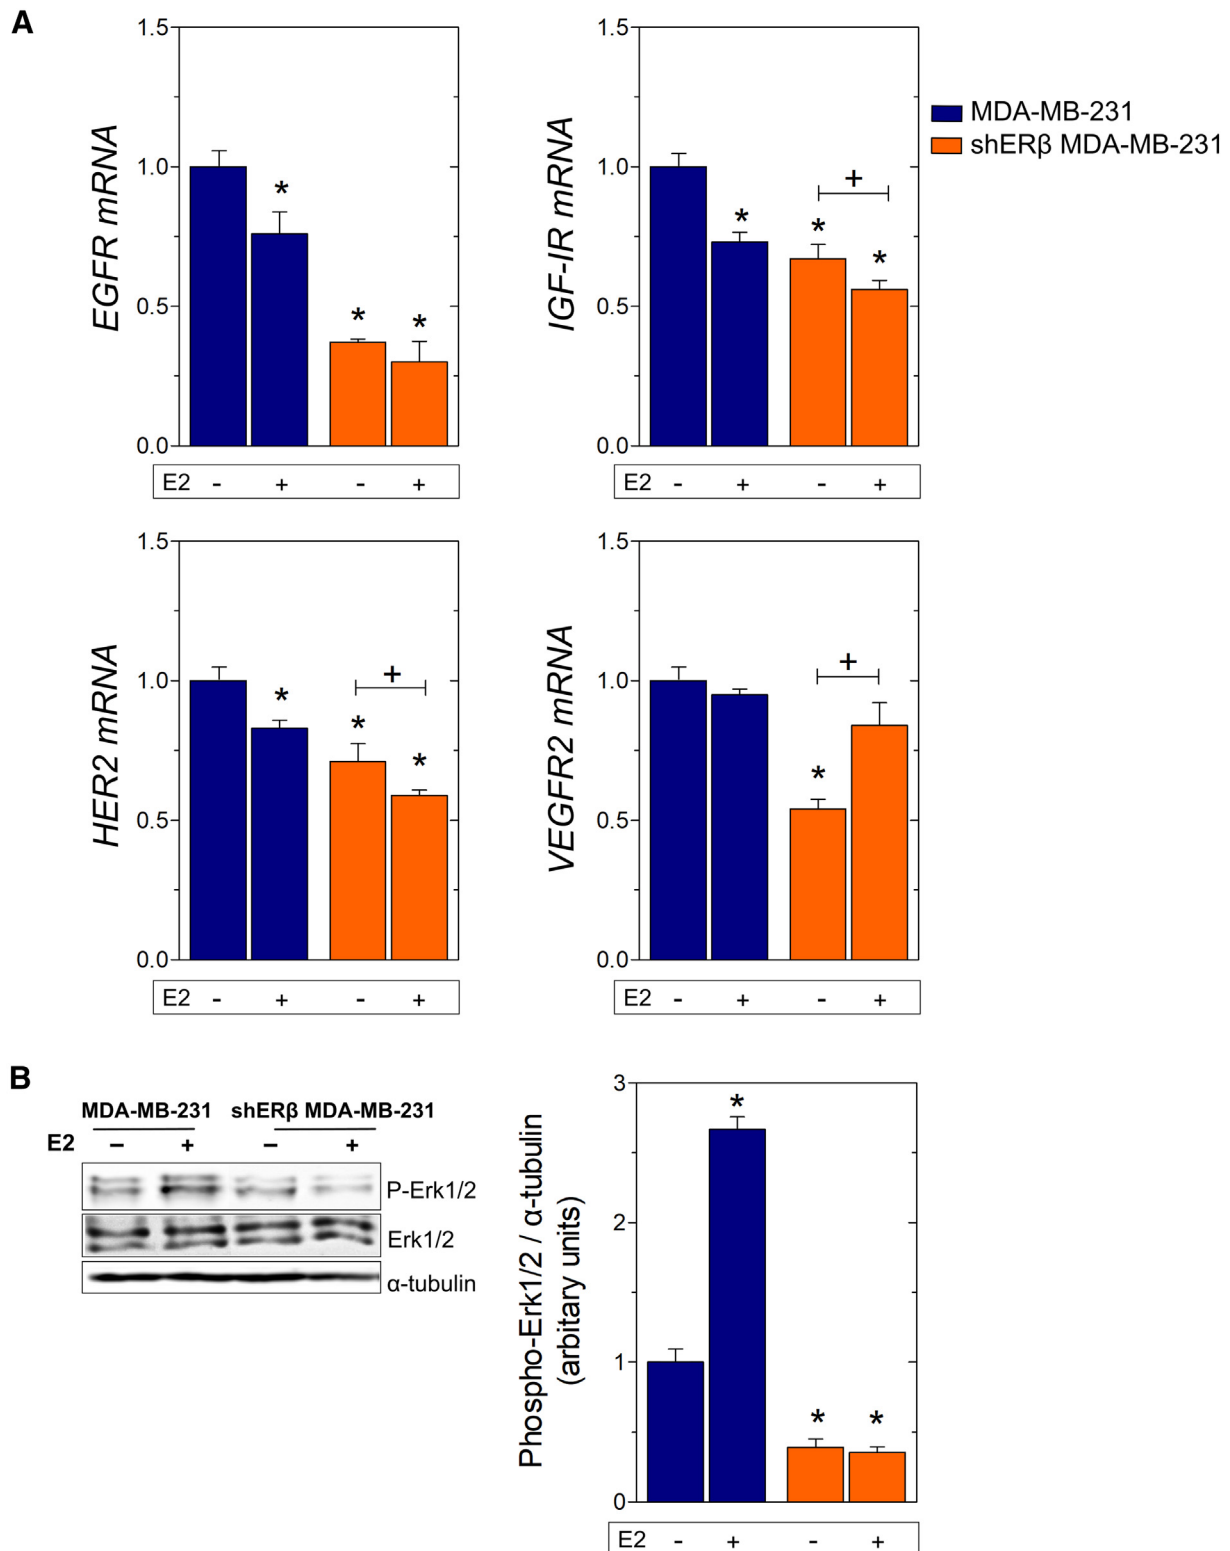 A
1.5
1.0
0.5
0.0
EGFR mRNA
*
*
*
E2 - + - +
1.5
1.0
0.5
0.0
IGF-IR mRNA
*
*
*
+
E2 - + - +
MDA-MB-231
shERβ MDA-MB-231
1.5
1.0
0.5
0.0
HER2 mRNA
*
*
*
+
E2 - + - +
1.5
1.0
0.5
0.0
VEGFR2 mRNA
*
+
E2 - + - +
B
MDA-MB-231 shERβ MDA-MB-231
E2 − + − +
P-Erk1/2
Erk1/2
α-tubulin
3
2
1
0
Phospho-Erk1/2 / α-tubulin
(arbitary units)
*
*
*
E2 - + - +